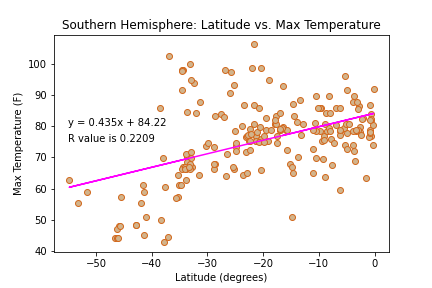 Southern Hemisphere: Latitude vs. Max Temperature
Max Temperature (F)
100
90
80
70
60
50
40
y = 0.435x + 84.22
R value is 0.2209
−50
−40
−30
−20
−10
0
Latitude (degrees)